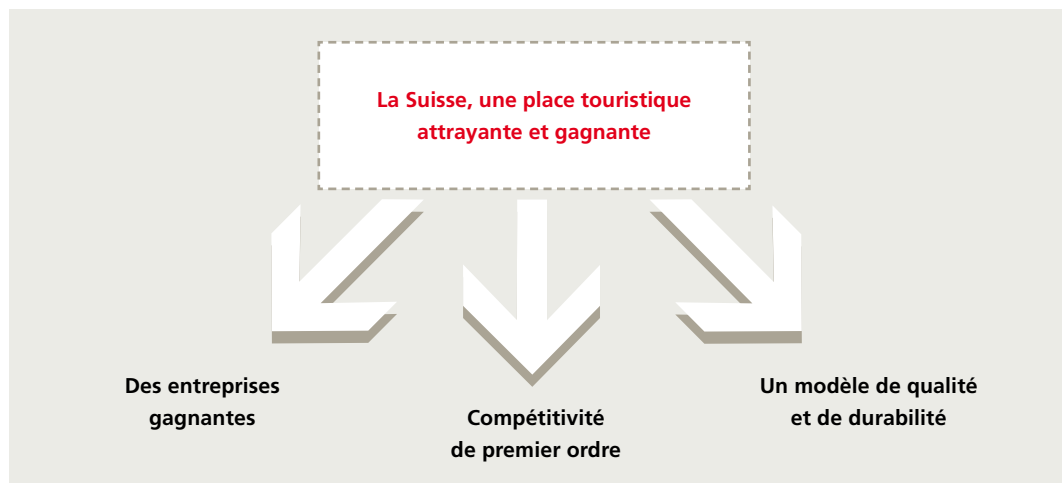 La Suisse, une place touristique
attrayante et gagnante
Des entreprises
gagnantes
Compétitivité
de premier ordre
Un modèle de qualité
et de durabilité